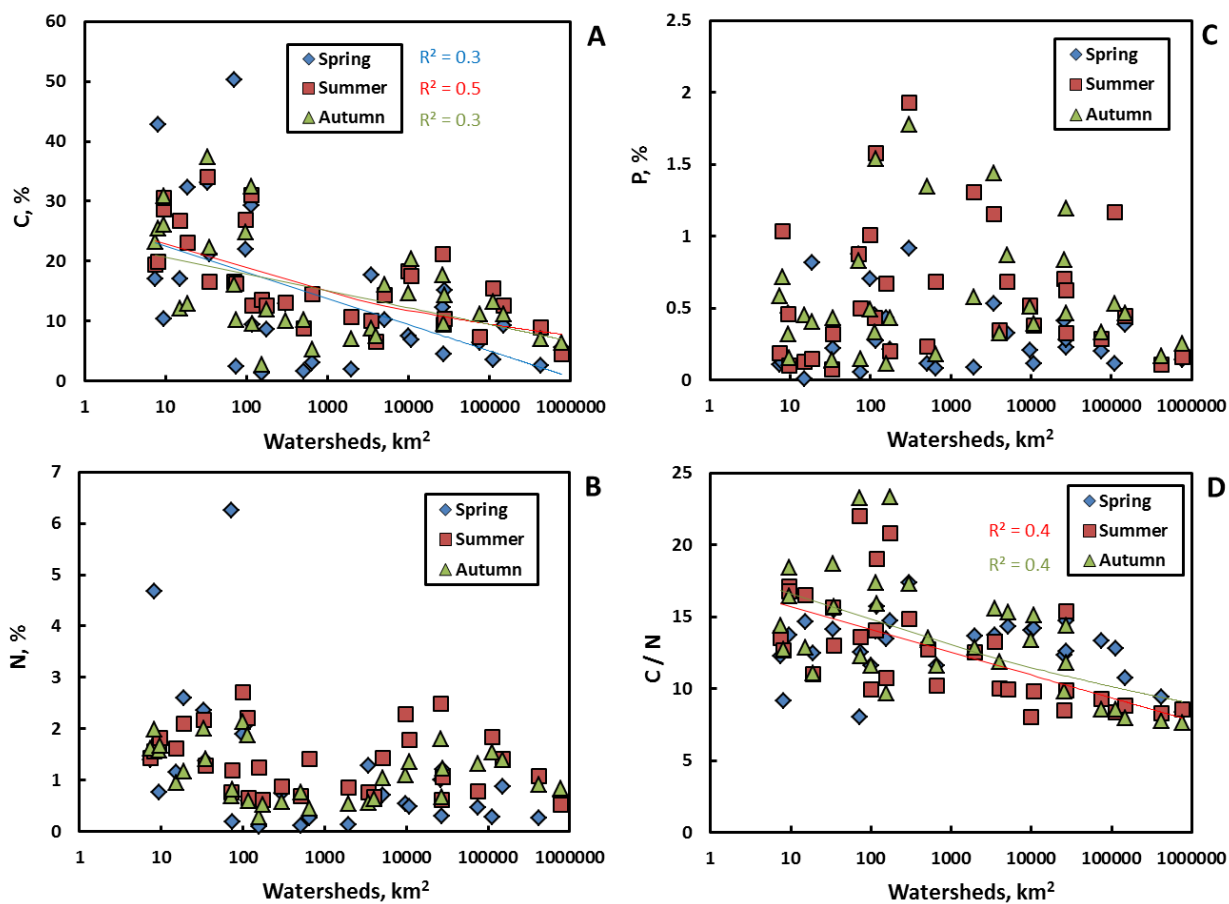 A
C, %
60
50
40
30
20
10
0
Spring
Summer
Autumn
R² = 0.3
R² = 0.5
R² = 0.3
1 10 100 1000 10000 100000 1000000
Watersheds, km²
C
P, %
2.5
2
1.5
1
0.5
0
Spring
Summer
Autumn
1 10 100 1000 10000 100000 1000000
Watersheds, km²
B
N, %
7
6
5
4
3
2
1
0
Spring
Summer
Autumn
1 10 100 1000 10000 100000 1000000
Watersheds, km²
D
C / N
25
20
15
10
5
0
Spring
Summer
Autumn
R² = 0.4
R² = 0.4
1 10 100 1000 10000 100000 1000000
Watersheds, km²